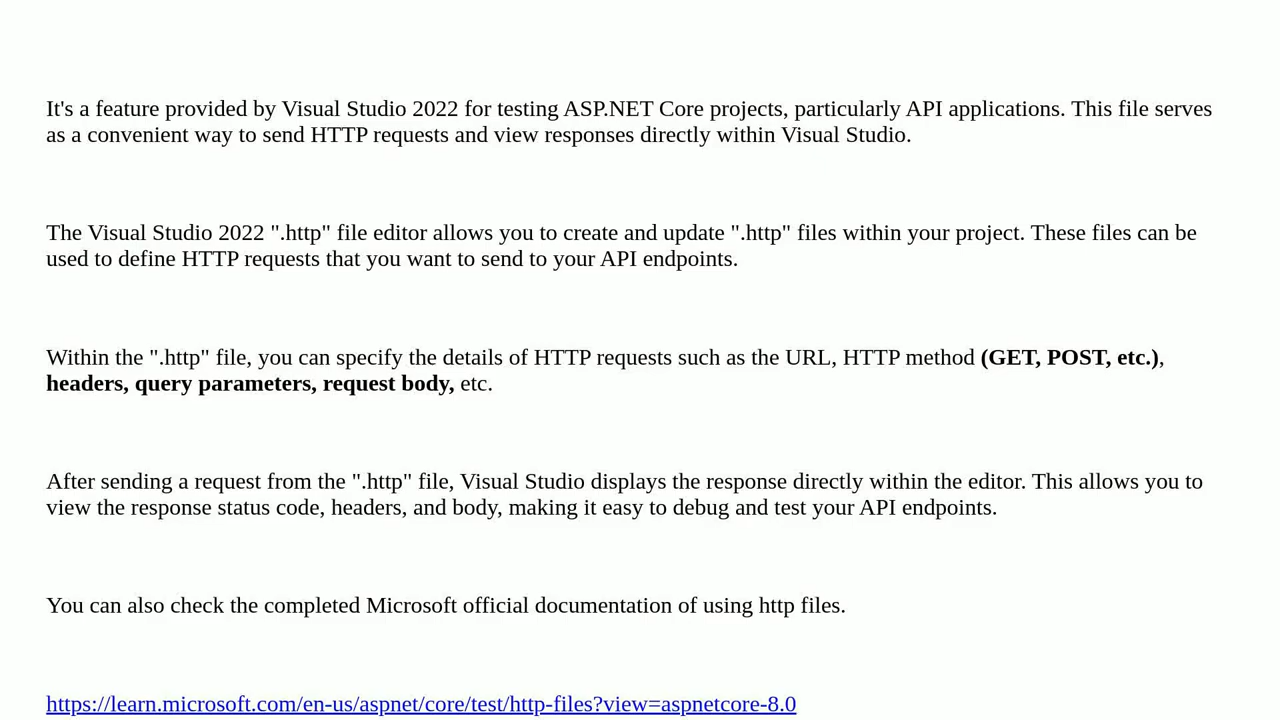 It's a feature provided by Visual Studio 2022 for testing ASP.NET Core projects, particularly API applications. This file serves
as a convenient way to send HTTP requests and view responses directly within Visual Studio.
The Visual Studio 2022 ".http" file editor allows you to create and update ".http" files within your project. These files can be
used to define HTTP requests that you want to send to your API endpoints.
Within the ".http" file, you can specify the details of HTTP requests such as the URL, HTTP method (GET, POST, etc.),
headers, query parameters, request body, etc.
After sending a request from the ".http" file, Visual Studio displays the response directly within the editor. This allows you to
view the response status code, headers, and body, making it easy to debug and test your API endpoints.
You can also check the completed Microsoft official documentation of using http files.
https://learn.microsoft.com/en-us/aspnet/core/test/http-files?view=aspnetcore-8.0